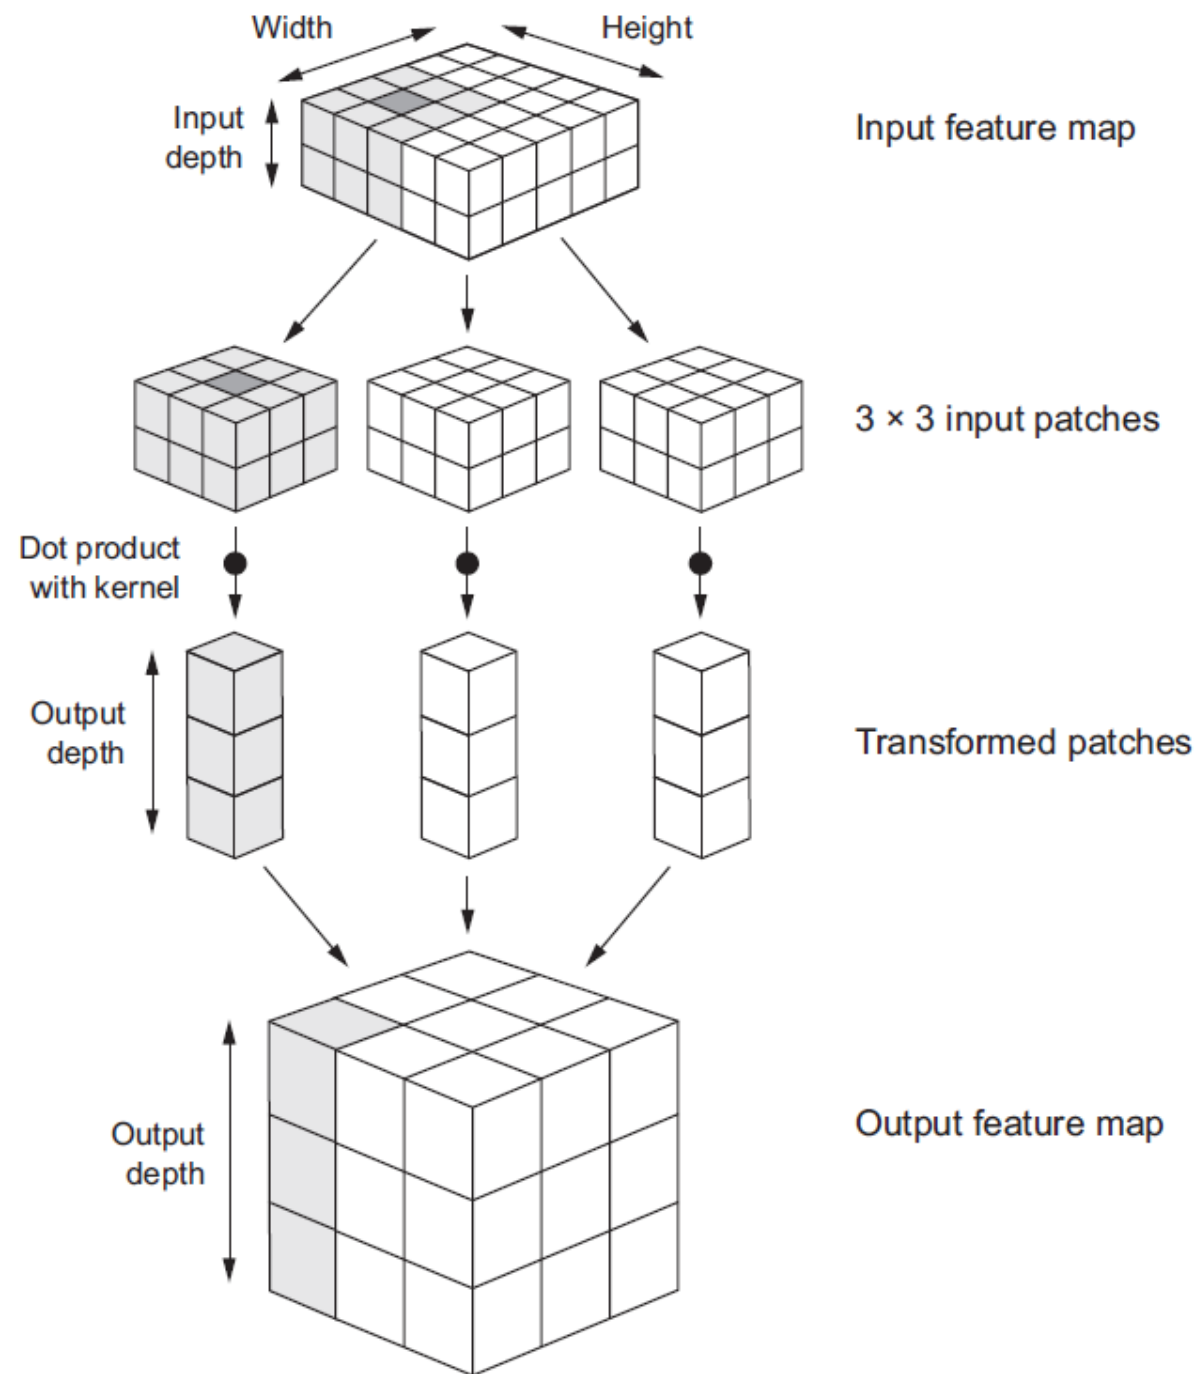 Width
Height
Input
depth
Input feature map
3 × 3 input patches
Dot product
with kernel
Output
depth
Transformed patches
Output
depth
Output feature map